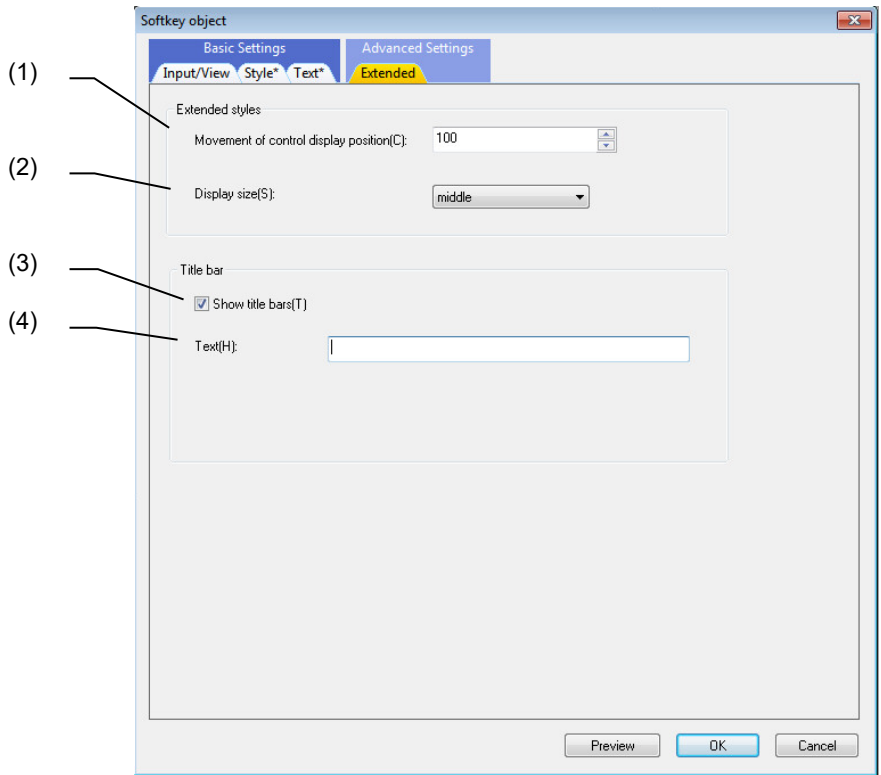 Softkey object
Basic Settings Advanced Settings
Input/View Style* Text* Extended
(1)
Extended styles
Movement of control display position(C): 100
(2)
Display size(S): middle
(3)
Title bar
Show title bars(T)
(4)
Text(H):
Preview OK Cancel